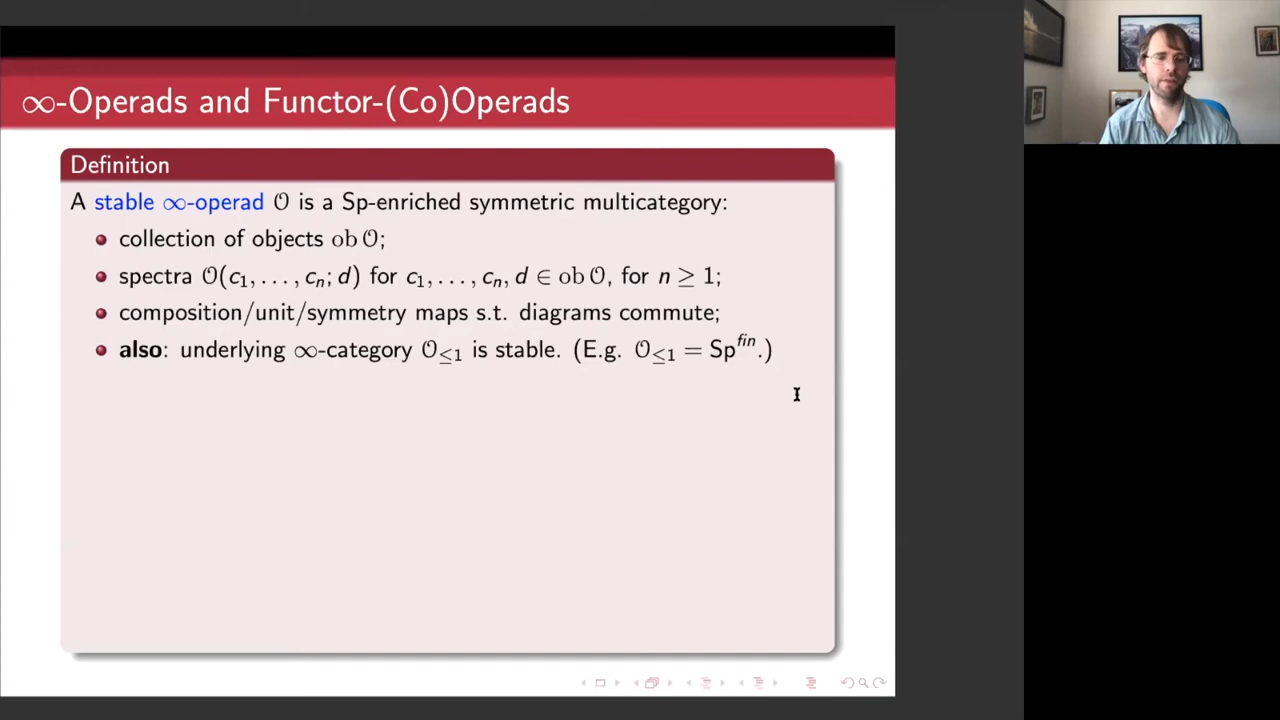 ∞-Operads and Functor-(Co)Operads
Definition
A stable ∞-operad 𝒪 is a Sp-enriched symmetric multicategory:
collection of objects ob 𝒪;
spectra 𝒪(c₁, . . . , cₙ; d) for c₁, . . . , cₙ, d ∈ ob 𝒪, for n ≥ 1;
composition/unit/symmetry maps s.t. diagrams commute;
also: underlying ∞-category 𝒪≤₁ is stable. (E.g. 𝒪≤₁ = Sp^fin.)